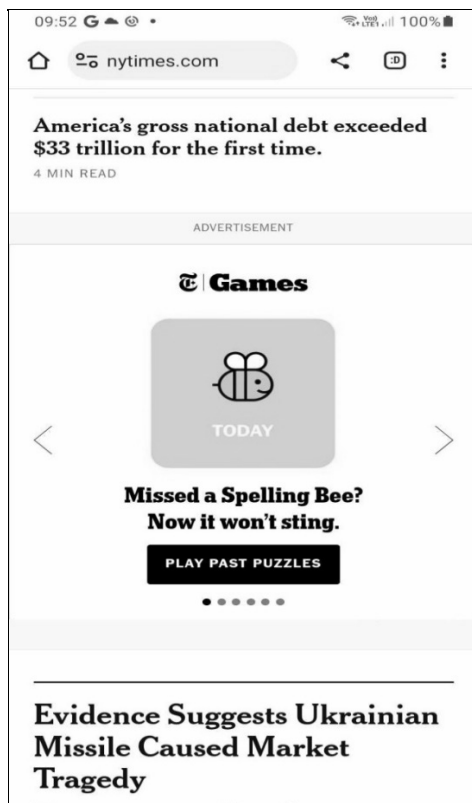 09:52 G
100%
nytimes.com
:D
America's gross national debt exceeded
$33 trillion for the first time.
4 MIN READ
ADVERTISEMENT
T Games
TODAY
Missed a Spelling Bee?
Now it won't sting.
PLAY PAST PUZZLES
Evidence Suggests Ukrainian
Missile Caused Market
Tragedy